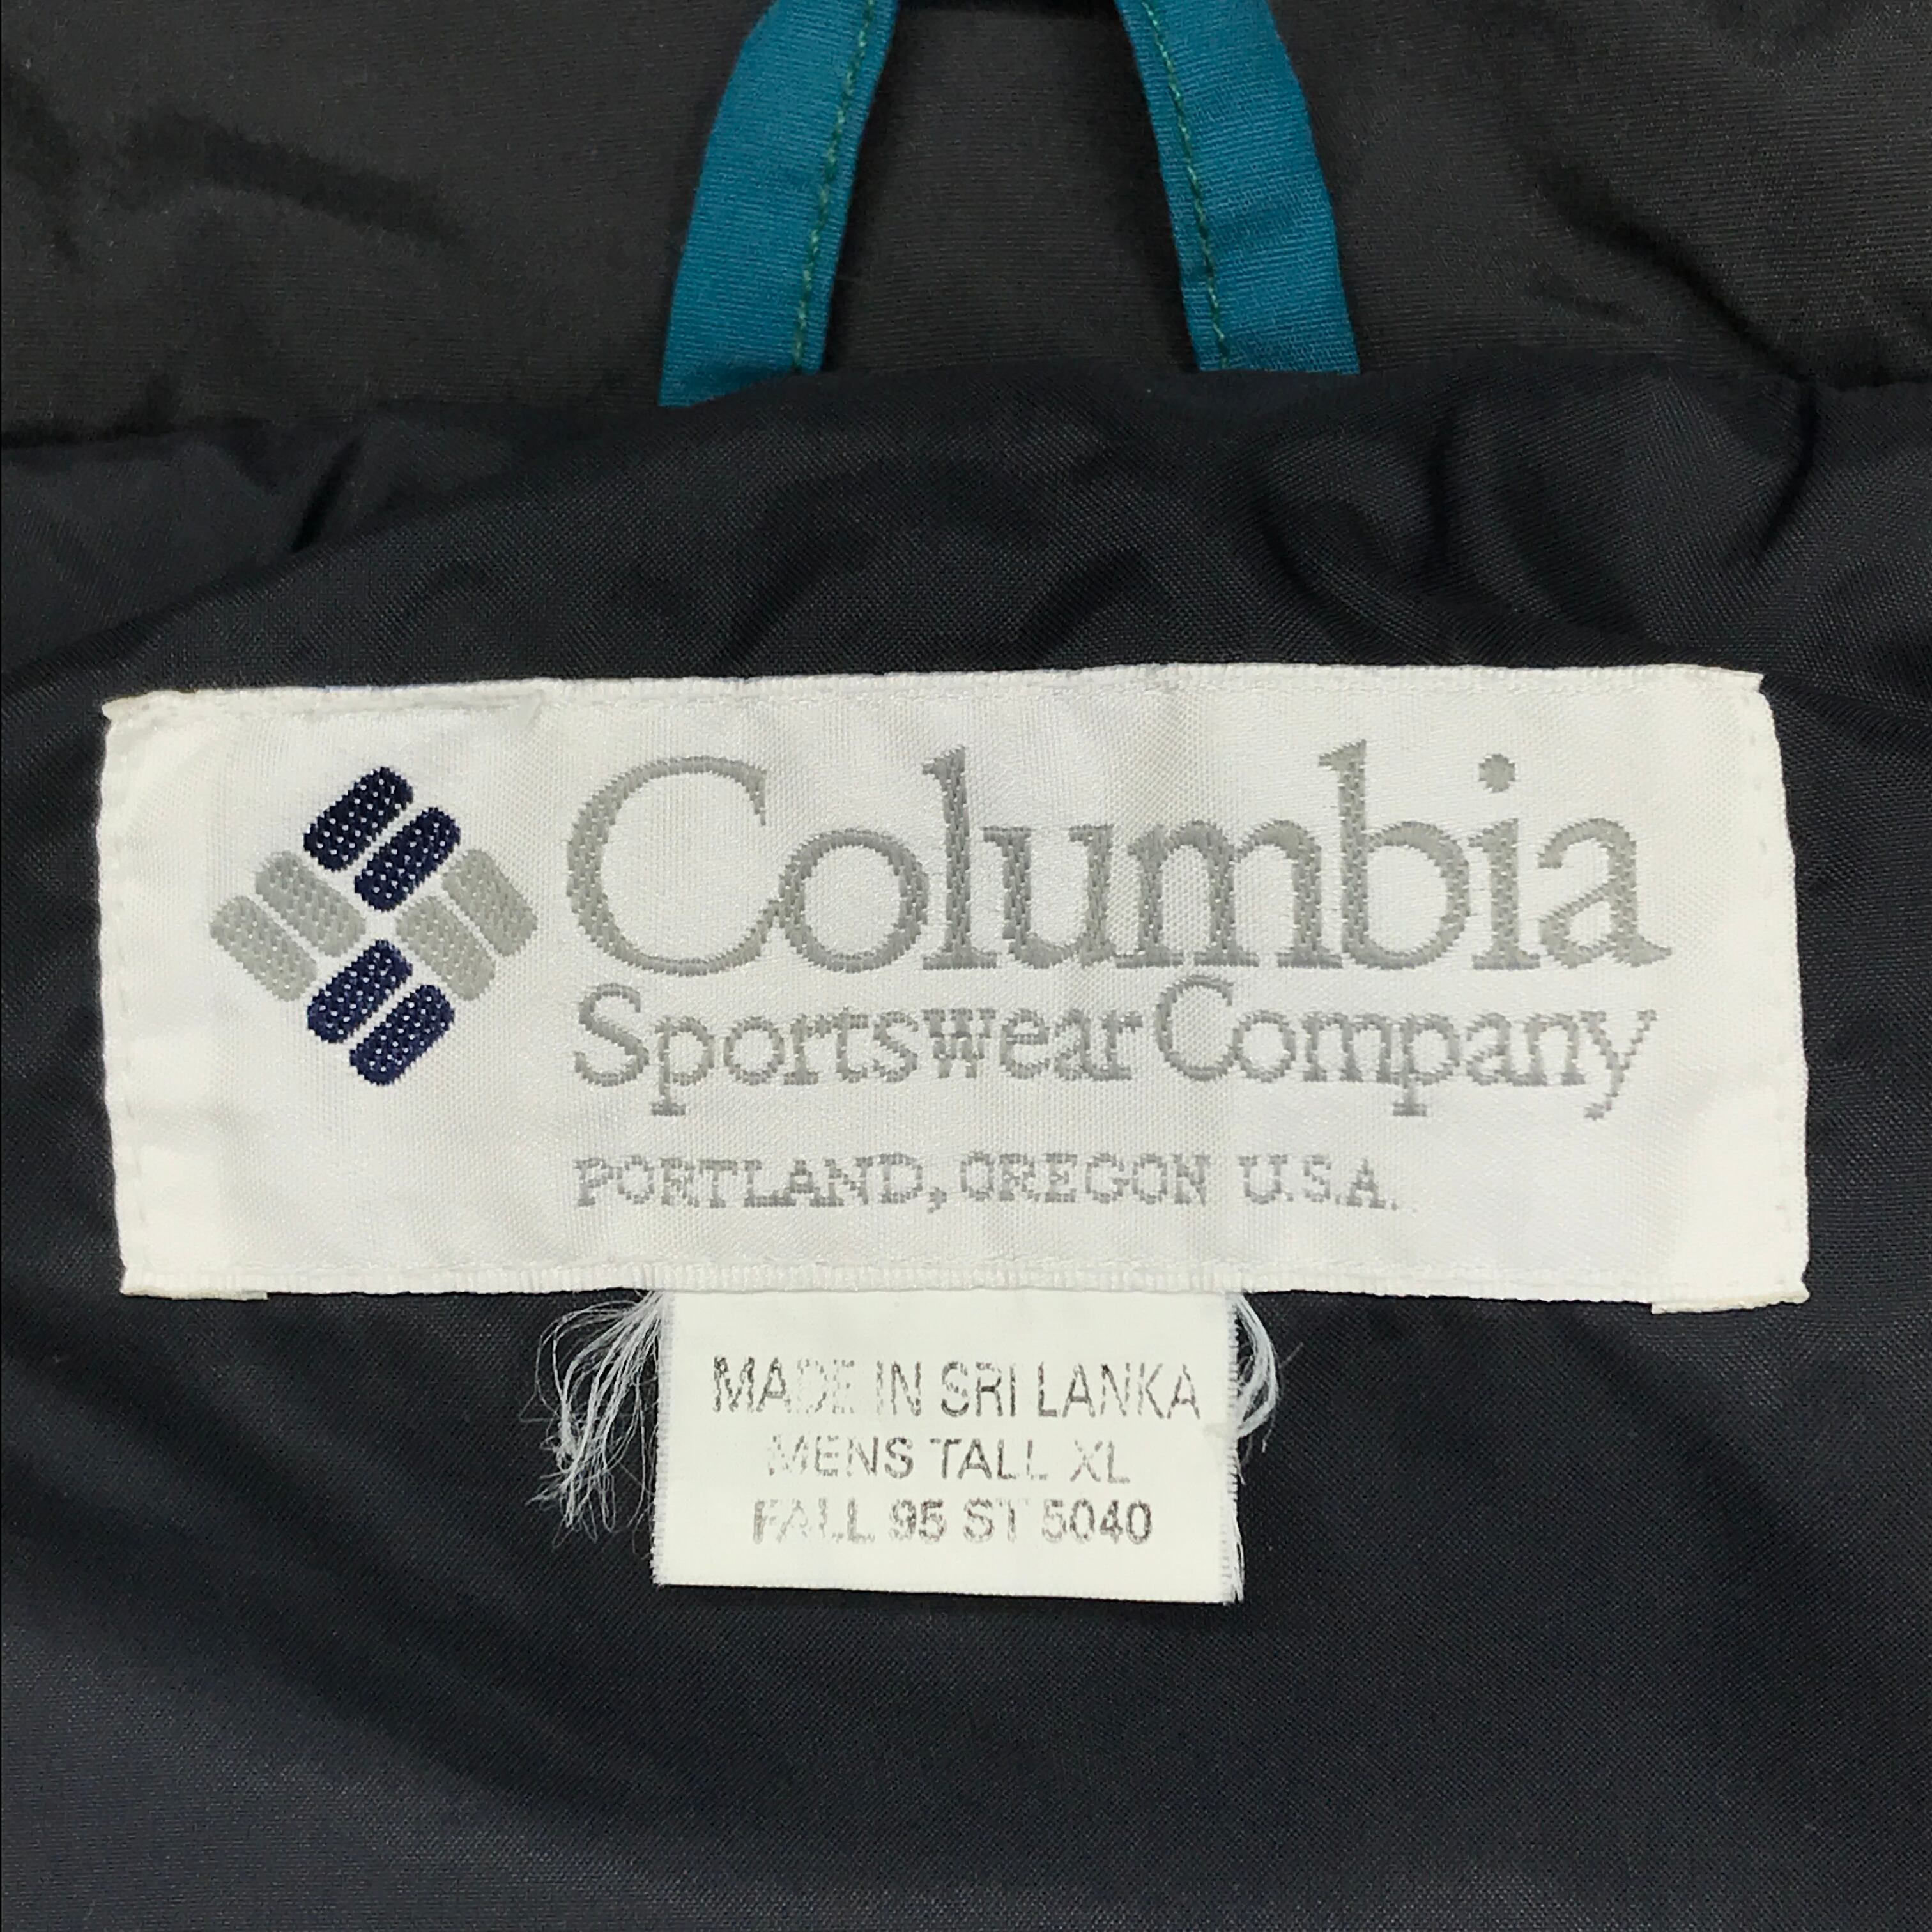 Columbia
Sportswear Company
PORTLAND, OREGON U.S.A.
MADE IN SRI LANKA
MENS TALL XL
FALL 95 ST 5040